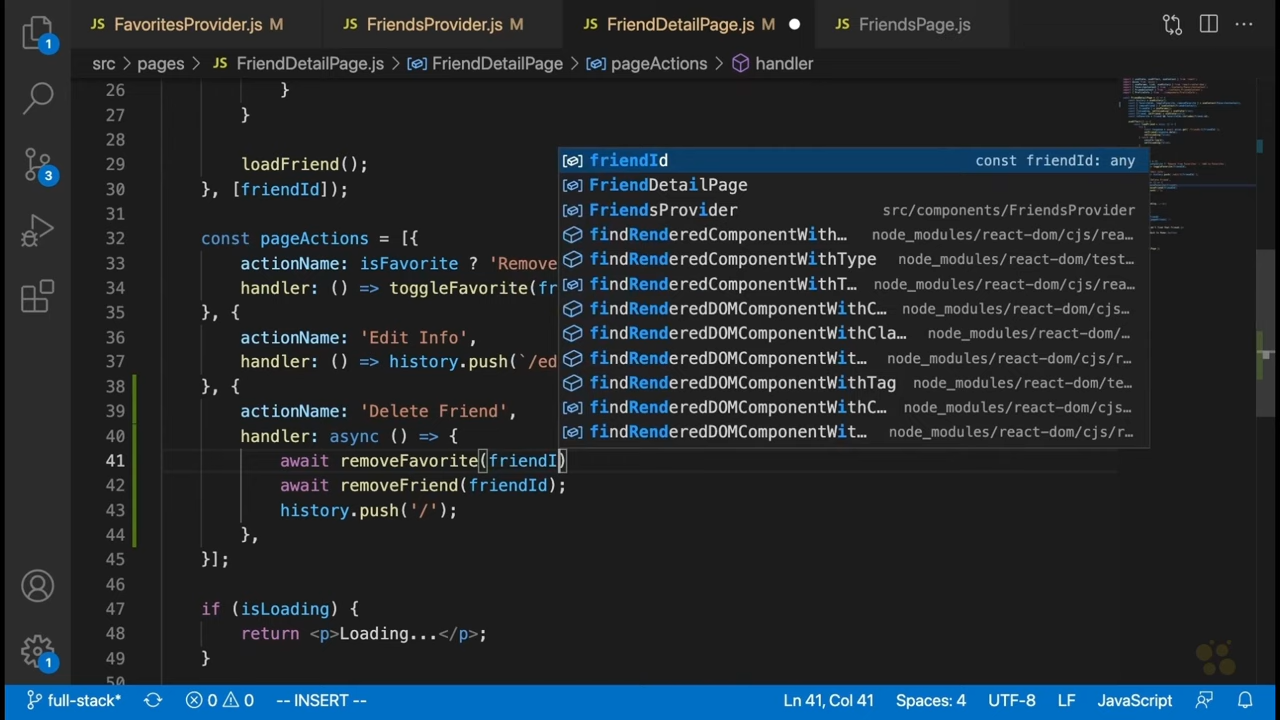 JS FavoritesProvider.js M JS FriendsProvider.js M JS FriendDetailPage.js M JS FriendsPage.js ...
src > pages > JS FriendDetailPage.js > FriendDetailPage > pageActions > handler
26 }
27 }
28
29 loadFriend();
30 }, [friendId]);
31
32 const pageActions = [{
33 actionName: isFavorite ? 'Remove
34 handler: () => toggleFavorite(fr
35 }, {
36 actionName: 'Edit Info',
37 handler: () => history.push(`/ed
38 }, {
39 actionName: 'Delete Friend',
40 handler: async () => {
41 await removeFavorite(friendI)
42 await removeFriend(friendId);
43 history.push('/');
44 },
45 }];
46
47 if (isLoading) {
48 return <p>Loading...</p>;
49 }
50
friendId const friendId: any
FriendDetailPage
FriendsProvider src/components/FriendsProvider
findRenderedComponentWith... node_modules/react-dom/cjs/rea...
findRenderedComponentWithType node_modules/react-dom/test...
findRenderedComponentWithT... node_modules/react-dom/cjs/rea...
findRenderedDOMComponentWithC... node_modules/react-dom/cjs...
findRenderedDOMComponentWithCla... node_modules/react-dom/...
findRenderedDOMComponentWit... node_modules/react-dom/cjs/r...
findRenderedDOMComponentWithTag node_modules/react-dom/te...
findRenderedDOMComponentWithC... node_modules/react-dom/cjs...
findRenderedDOMComponentWit... node_modules/react-dom/cjs/r...
1
3
1
full-stack* 0 0 -- INSERT -- Ln 41, Col 41 Spaces: 4 UTF-8 LF JavaScript